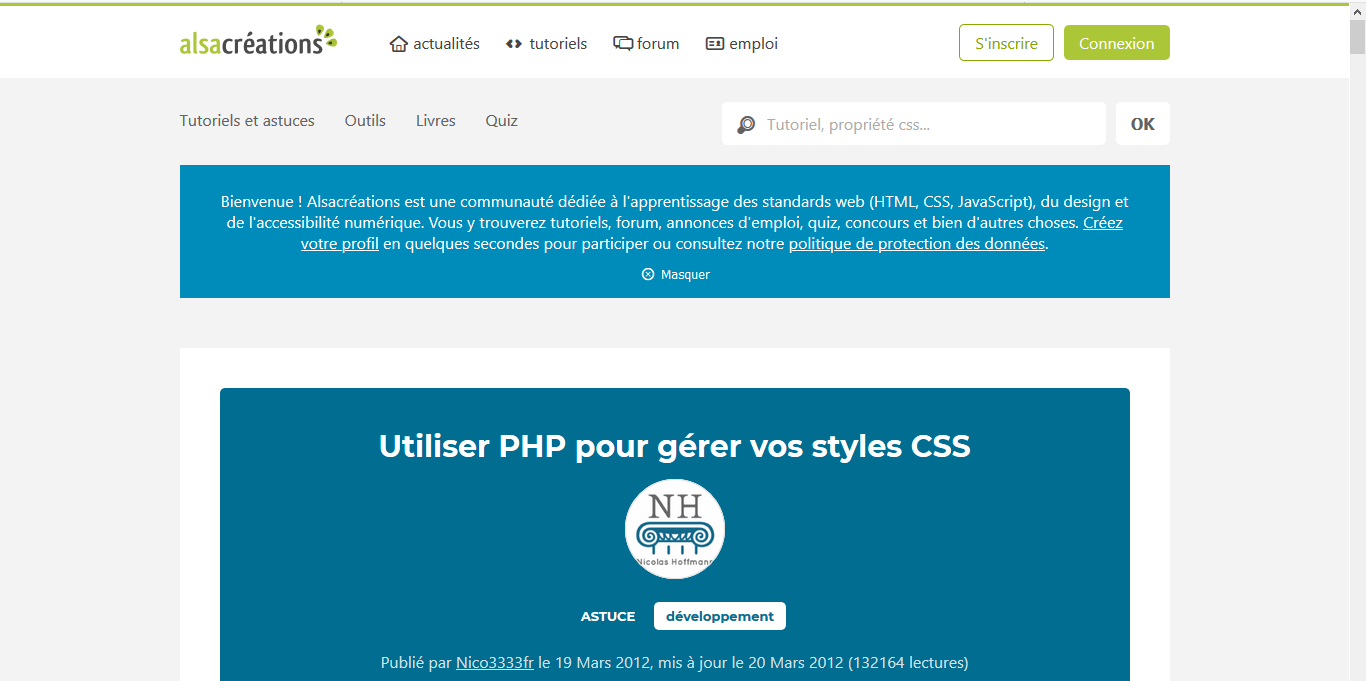 alsacréations
actualités
tutoriels
forum
emploi
S'inscrire
Connexion
Tutoriels et astuces
Outils
Livres
Quiz
Tutoriel, propriété css...
OK
Bienvenue ! Alsacréations est une communauté dédiée à l'apprentissage des standards web (HTML, CSS, JavaScript), du design et
de l'accessibilité numérique. Vous y trouverez tutoriels, forum, annonces d'emploi, quiz, concours et bien d'autres choses. Créez
votre profil en quelques secondes pour participer ou consultez notre politique de protection des données.
Masquer
Utiliser PHP pour gérer vos styles CSS
NH
Nicolas Hoffmann
ASTUCE
développement
Publié par Nico3333fr le 19 Mars 2012, mis à jour le 20 Mars 2012 (132164 lectures)